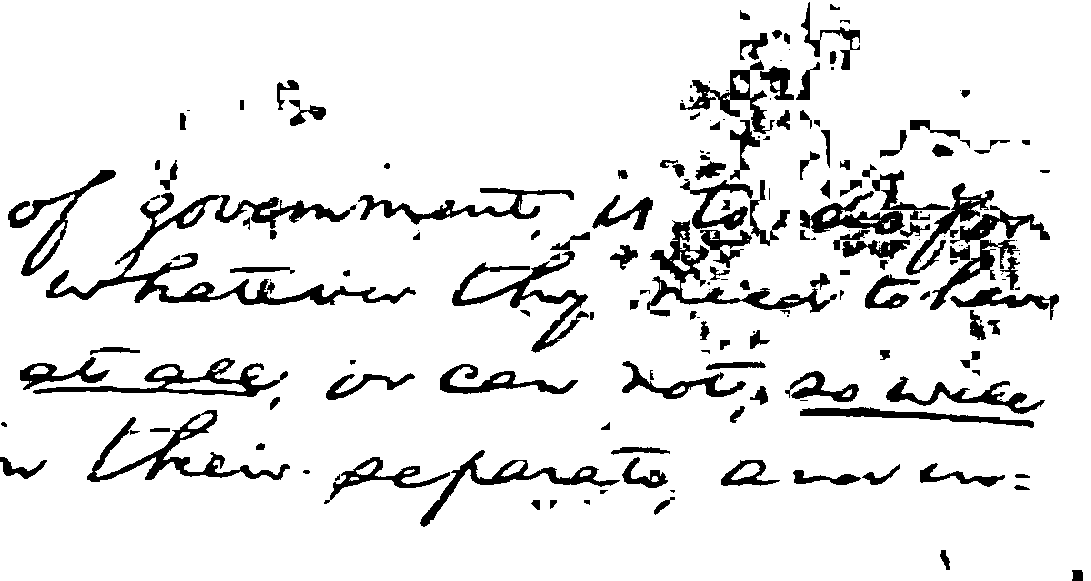 of government, is to do for
whatever they need to have
at all, or can not, so well
their separate, and in=